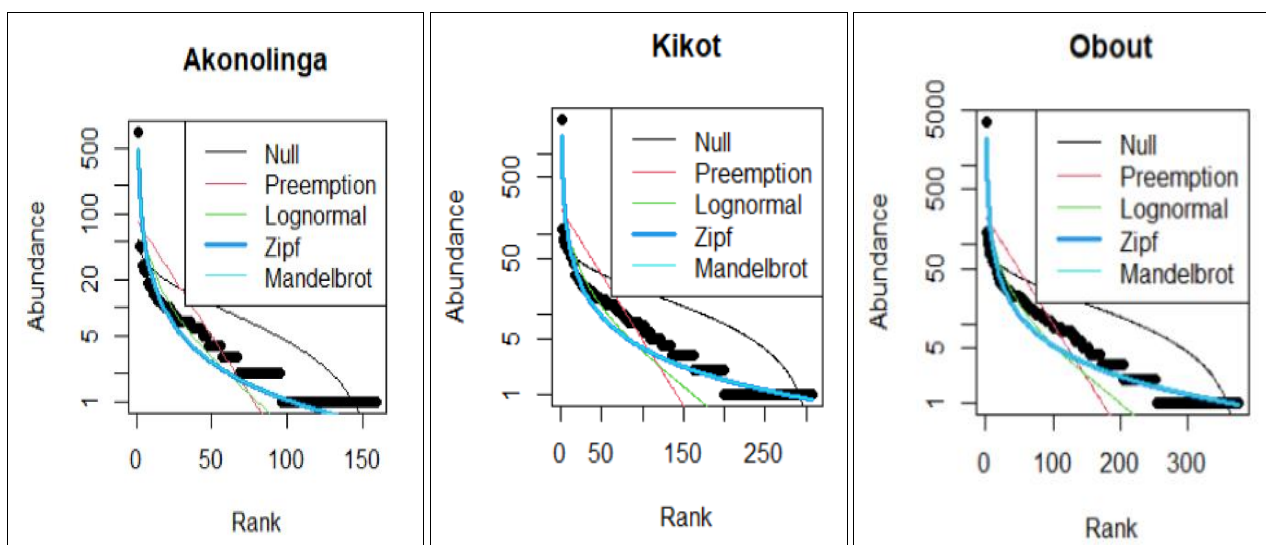 Akonolinga
Abundance
500
100
20
5
1
Null
Preemption
Lognormal
Zipf
Mandelbrot
0 50 100 150
Rank
Kikot
Abundance
500
50
5
1
Null
Preemption
Lognormal
Zipf
Mandelbrot
0 50 150 250
Rank
Obout
Abundance
5000
500
50
5
1
Null
Preemption
Lognormal
Zipf
Mandelbrot
0 100 200 300
Rank